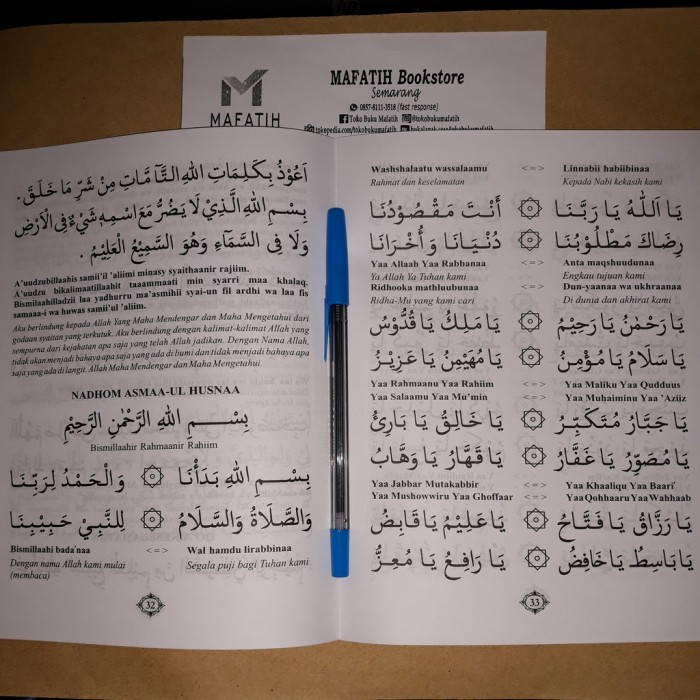 MAFATIH
MAFATIH Bookstore
Semarang
0857-8111-3518 (fast response)
Toko Buku Mafatih @tokobukumafatih
tokopedia.com/tokobukumafatih
اَعُوْذُ بِكَلِمَاتِ اللهِ التَّآمَّاتِ مِنْ شَرِّ مَا خَلَقَ.
بِسْمِ اللهِ الَّذِيْ لَا يَضُرُّ مَعَ اسْمِهِ شَيْءٌ فِى الْاَرْضِ
وَلَا فِى السَّمَآءِ وَهُوَ السَّمِيْعُ الْعَلِيْمُ.
A'uudzubillaahis samii'il 'aliimi minasy syaithaanir rajiim.
A'uudzu bikalimaatillaahit taaammaati min syarri maa khalaq.
Bismilaahilladzii laa yadhurru ma'asmihii syai-un fil ardhi wa laa fis
samaaa-i wa huwas samii'ul 'aliim.
Aku berlindung kepada Allah Yang Maha Mendengar dan Maha Mengetahui dari
godaan syaitan yang terkutuk. Aku berlindung dengan kalimat-kalimat Allah yang
sempurna dari kejahatan apa saja yang telah Allah jadikan. Dengan Nama Allah,
tidak akan menjadi bahaya apa saja yang ada di bumi dan tidak menjadi bahaya apa
saja yang ada di langit. Allah Maha Mendengar dan Maha Mengetahui.
NADHOM ASMAA-UL HUSNAA
بِسْـــمِ اللهِ الرَّحْمٰنِ الرَّحِيْمِ
Bismillaahir Rahmaanir Rahiim
بِسْـــمِ اللهِ بَدَأْنَا وَالْحَمْدُ لِرَبِّنَا
وَالصَّلَاةُ وَالسَّلَامُ لِلنَّبِيْ حَبِيْبِنَا
Bismillaahi bada'naa <=> Wal hamdu lirabbinaa
Dengan nama Allah kami mulai Segala puji bagi Tuhan kami
(membaca)
32
Washshalaatu wassalaamu <=> Linnabii habiibinaa
Rahmat dan keselamatan Kepada Nabi kekasih kami
يَا اَللهُ يَا رَبَّنَا أَنْتَ مَقْصُوْدُنَا
رِضَاكَ مَطْلُوْبُنَا دُنْيَانَا وَ أُخْرَانَا
Yaa Allaah Yaa Rabbanaa <=> Anta maqshuudunaa
Ya Allah Ya Tuhan kami Engkau tujuan kami
Ridhooka mathluubunaa <=> Dun-yaanaa wa ukhraanaa
Ridha-Mu yang kami cari Di dunia dan akhirat kami
يَا رَحْمٰنُ يَا رَحِيْمُ يَا مَلِكُ يَا قُدُّوْسُ
يَا سَلَامُ يَا مُؤْمِنُ يَا مُهَيْمِنُ يَا عَزِيْزُ
Yaa Rahmaanu Yaa Rahiim <=> Yaa Maliku Yaa Qudduus
Yaa Salaamu Yaa Mu'min <=> Yaa Muhaiminu Yaa 'Aziiz
يَا جَبَّارُ مُتَكَبِّرُ يَا خَالِقُ يَا بَارِئُ
يَا مُصَوِّرُ يَا غَفَّارُ يَا قَهَّارُ يَا وَهَّابُ
Yaa Jabbar Mutakabbir <=> Yaa Khaaliqu Yaa Baari'
Yaa Mushowwiru Yaa Ghoffaar <=> Yaa Qohhaaru Yaa Wahhaab
يَا رَزَّاقُ يَا فَتَّاحُ يَا عَلِيْمُ يَا قَابِضُ
يَا بَاسِطُ يَا خَافِضُ يَا رَافِعُ يَا مُعِزُّ
33